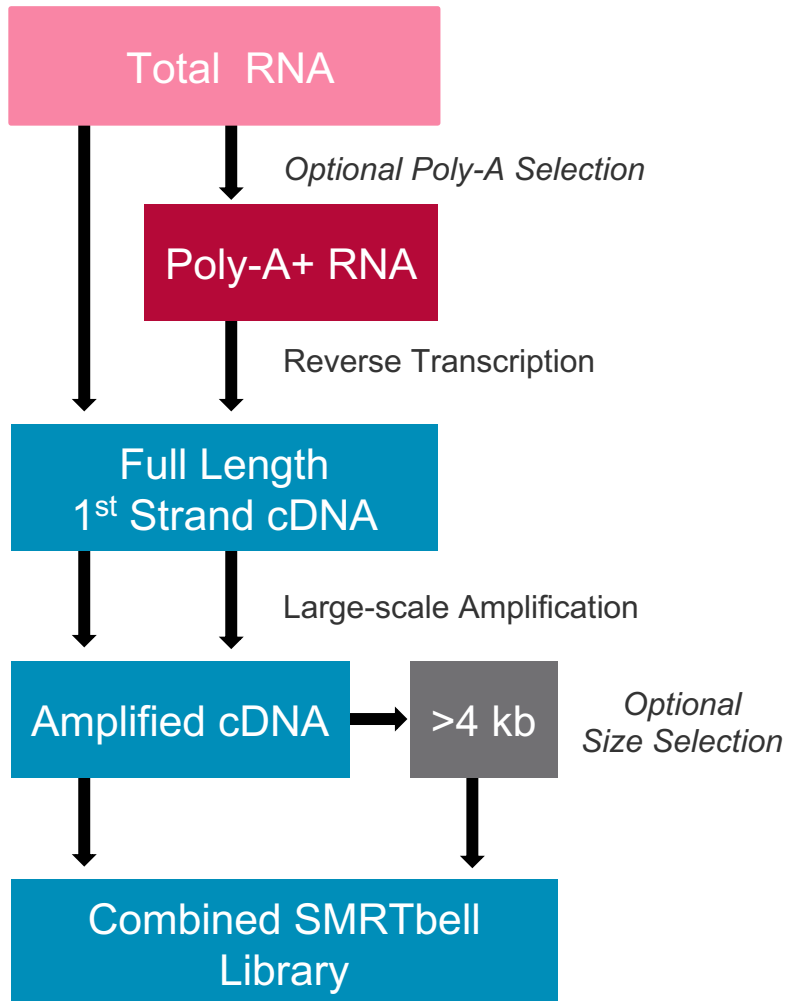 Total RNA
Optional Poly-A Selection
Poly-A+ RNA
Reverse Transcription
Full Length
1st Strand cDNA
Large-scale Amplification
Amplified cDNA
>4 kb
Optional
Size Selection
Combined SMRTbell
Library